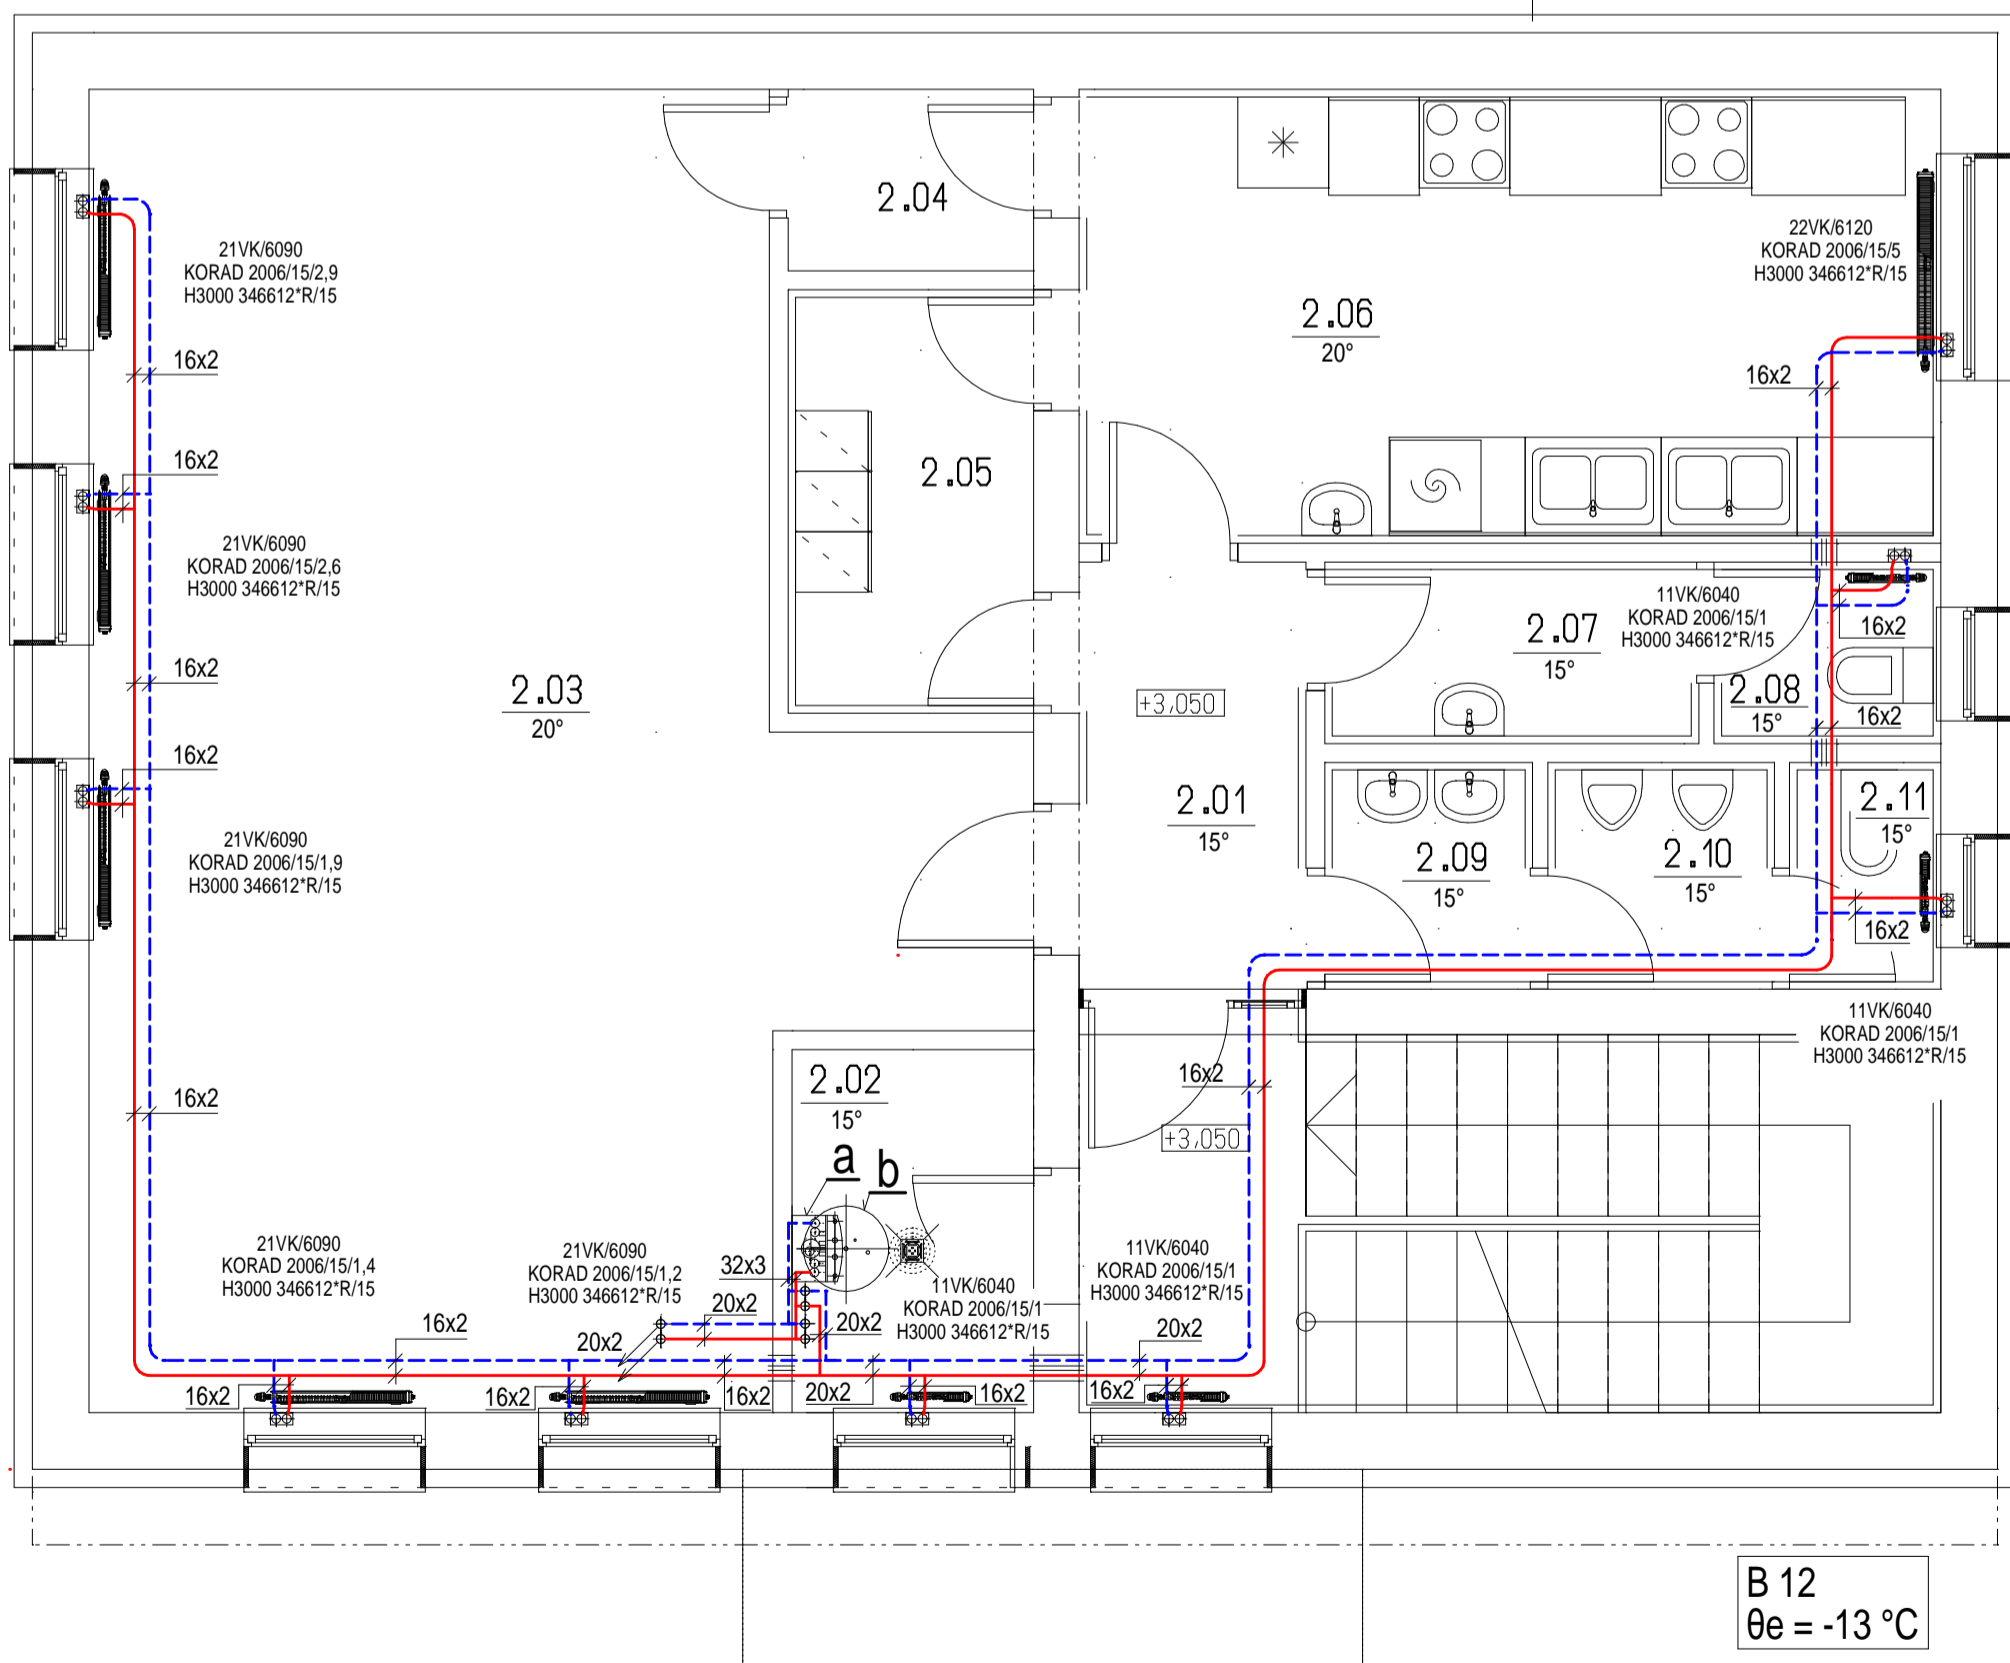 2.04
21VK/6090
KORAD 2006/15/2,9
H3000 346612*R/15
22VK/6120
KORAD 2006/15/5
H3000 346612*R/15
2.06
20°
16x2
16x2
16x2
2.05
21VK/6090
KORAD 2006/15/2,6
H3000 346612*R/15
11VK/6040
KORAD 2006/15/1
H3000 346612*R/15
2.07
15°
16x2
16x2
2.03
20°
+3,050
2.08
15°
16x2
16x2
2.01
15°
2.11
15°
21VK/6090
KORAD 2006/15/1,9
H3000 346612*R/15
2.09
15°
2.10
15°
16x2
11VK/6040
KORAD 2006/15/1
H3000 346612*R/15
16x2
2.02
15°
16x2
+3,050
a
b
21VK/6090
KORAD 2006/15/1,4
H3000 346612*R/15
21VK/6090
KORAD 2006/15/1,2
H3000 346612*R/15
32x3
11VK/6040
KORAD 2006/15/1
H3000 346612*R/15
11VK/6040
KORAD 2006/15/1
H3000 346612*R/15
16x2
20x2
20x2
20x2
20x2
16x2
16x2
16x2
20x2
16x2
16x2
B 12
θe = -13 °C